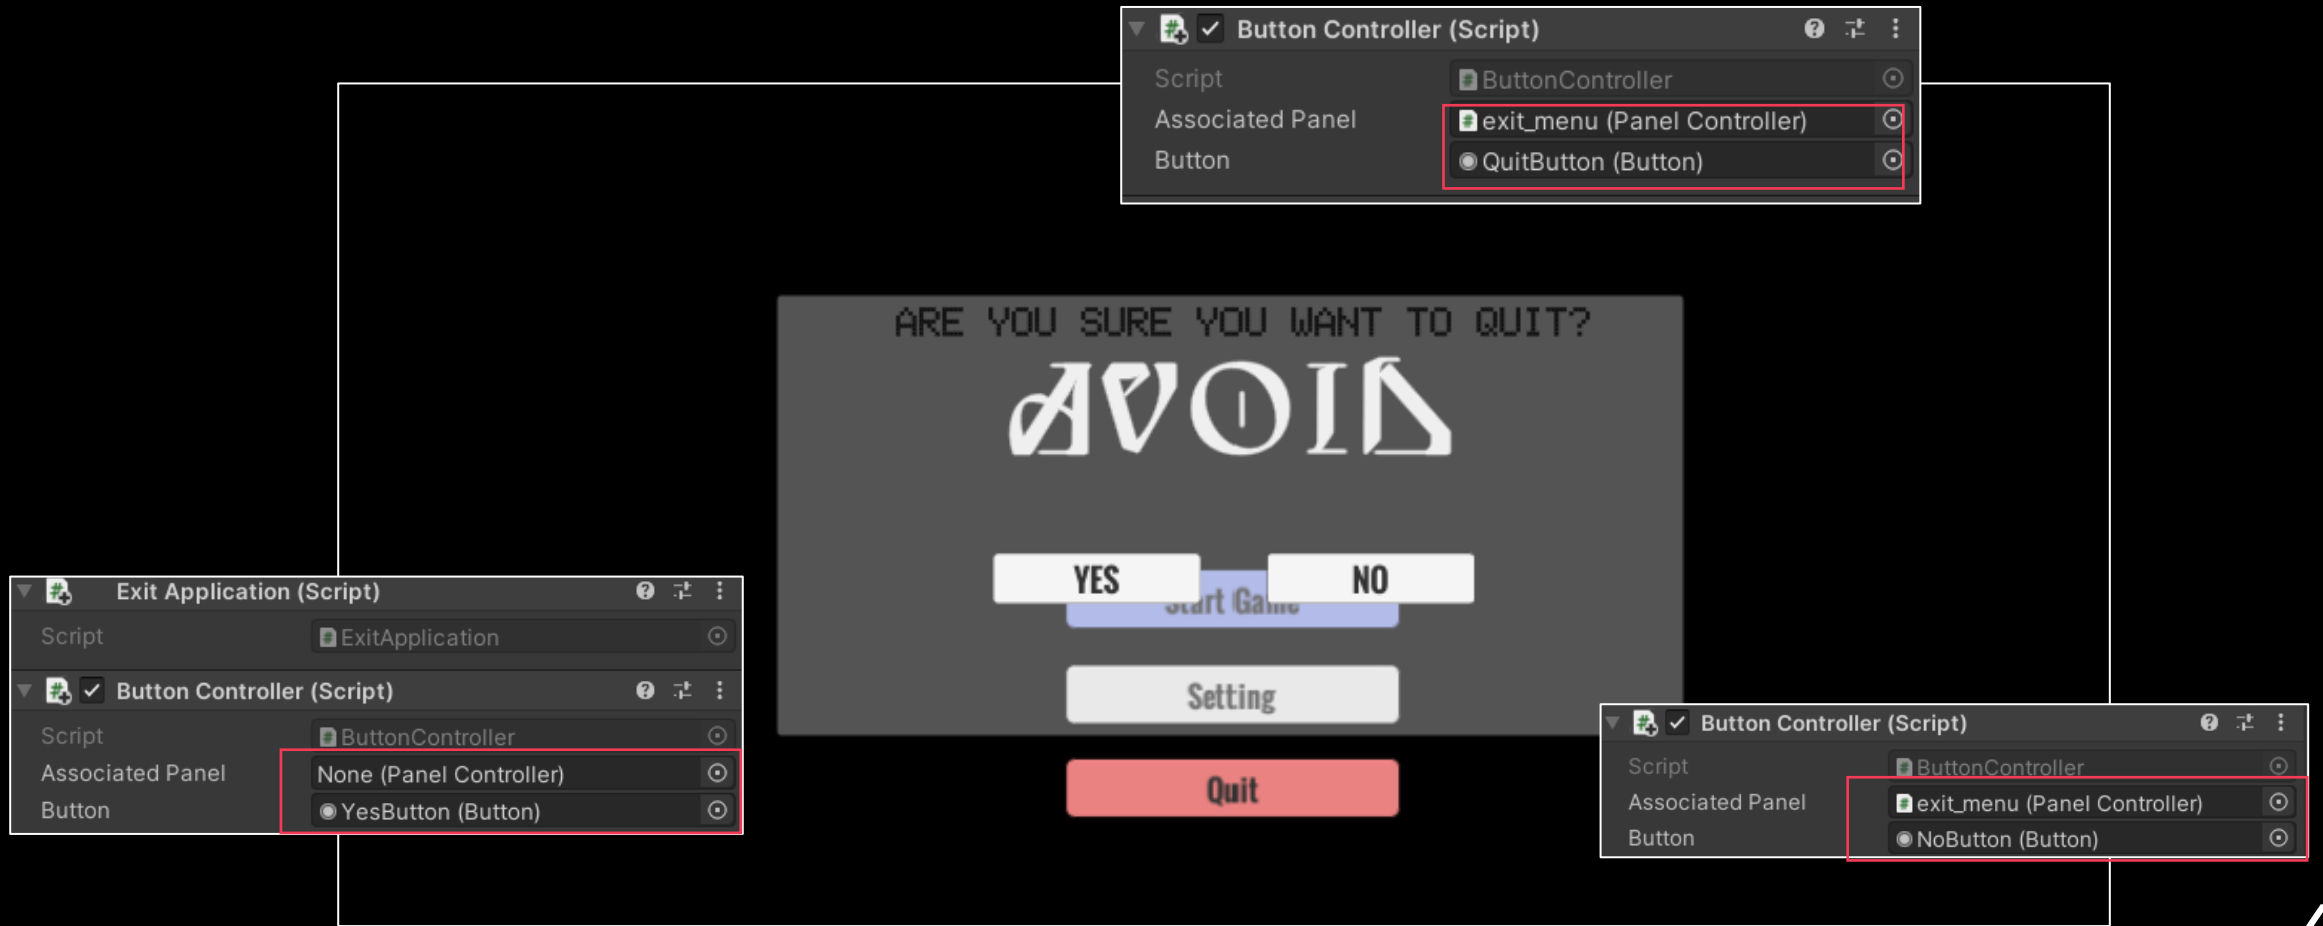 Button Controller (Script)
Script ButtonController
Associated Panel exit_menu (Panel Controller)
Button QuitButton (Button)
ARE YOU SURE YOU WANT TO QUIT?
AVOID
YES NO
Start Game
Setting
Quit
Exit Application (Script)
Script ExitApplication
Button Controller (Script)
Script ButtonController
Associated Panel None (Panel Controller)
Button YesButton (Button)
Button Controller (Script)
Script ButtonController
Associated Panel exit_menu (Panel Controller)
Button NoButton (Button)